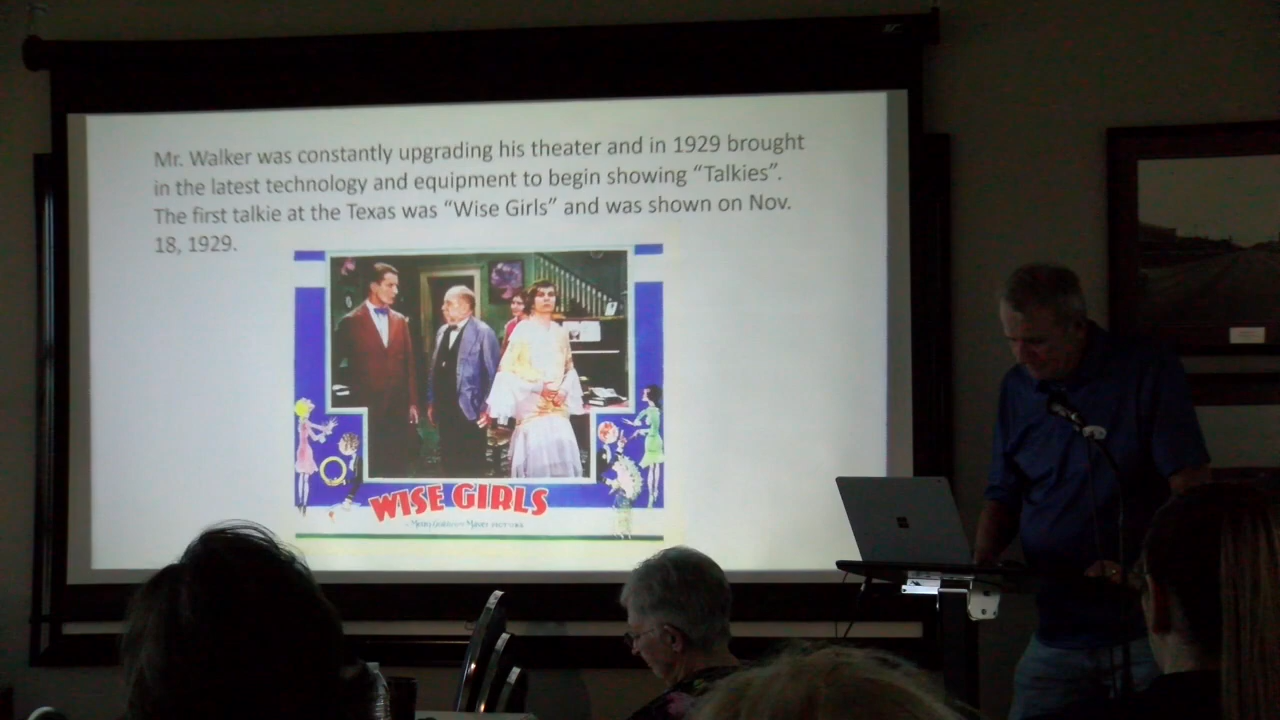 Mr. Walker was constantly upgrading his theater and in 1929 brought
in the latest technology and equipment to begin showing “Talkies”.
The first talkie at the Texas was “Wise Girls” and was shown on Nov.
18, 1929.
WISE GIRLS